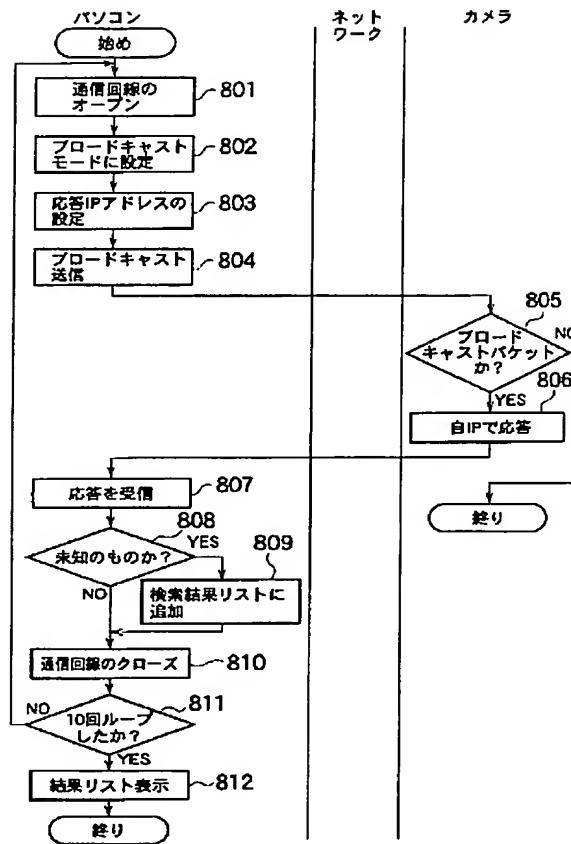 パソコン
ネット
ワーク
カメラ
始め
通信回線の
オープン
801
ブロードキャスト
モードに設定
802
応答IPアドレスの
設定
803
ブロードキャスト
送信
804
805
ブロード
キャストパケット
か?
NO
YES
806
自IPで応答
応答を受信
807
終り
808
未知のものか?
YES
NO
809
検索結果リストに
追加
通信回線のクローズ
810
NO
811
10回ループ
したか?
YES
結果リスト表示
812
終り